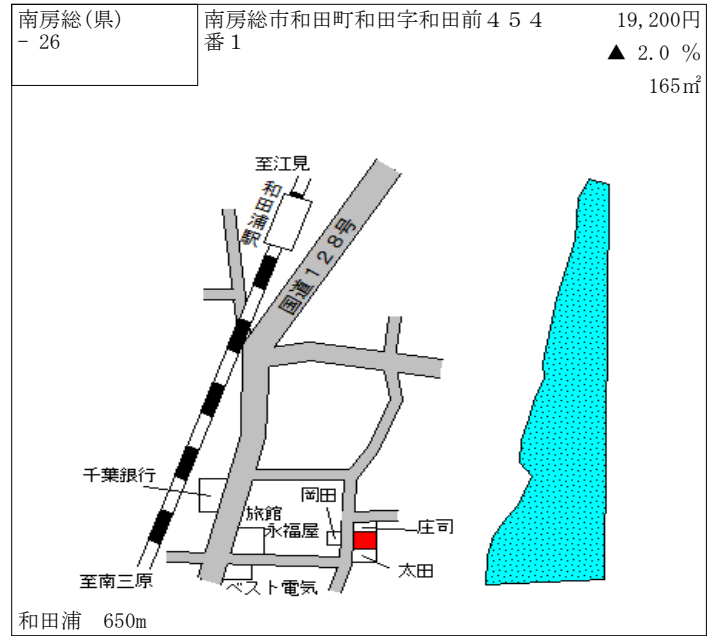 南房総(県)
- 26
南房総市和田町和田字和田前４５４
番１
19,200円
▲ 2.0 %
165㎡
至江見
和田浦駅
国道１２８号
千葉銀行
岡田
旅館
永福屋
庄司
太田
至南三原
ベスト電気
和田浦　650m